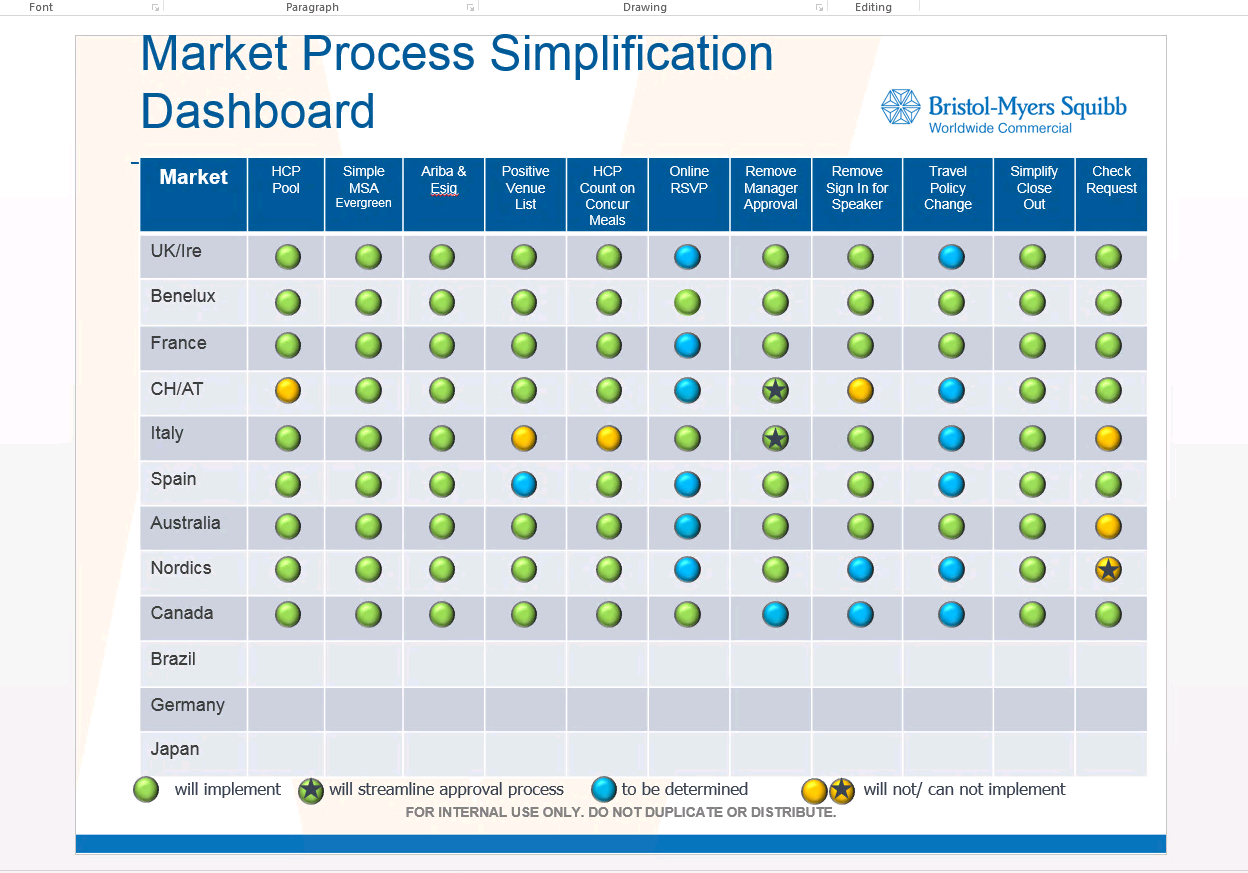 Font Paragraph Drawing Editing
Market Process Simplification
Dashboard
Bristol-Myers Squibb
Worldwide Commercial
Market
HCP
Pool
Simple
MSA
Evergreen
Ariba &
Esig
Positive
Venue
List
HCP
Count on
Concur
Meals
Online
RSVP
Remove
Manager
Approval
Remove
Sign In for
Speaker
Travel
Policy
Change
Simplify
Close
Out
Check
Request
UK/Ire
Benelux
France
CH/AT
Italy
Spain
Australia
Nordics
Canada
Brazil
Germany
Japan
will implement will streamline approval process to be determined will not/ can not implement
FOR INTERNAL USE ONLY. DO NOT DUPLICATE OR DISTRIBUTE.